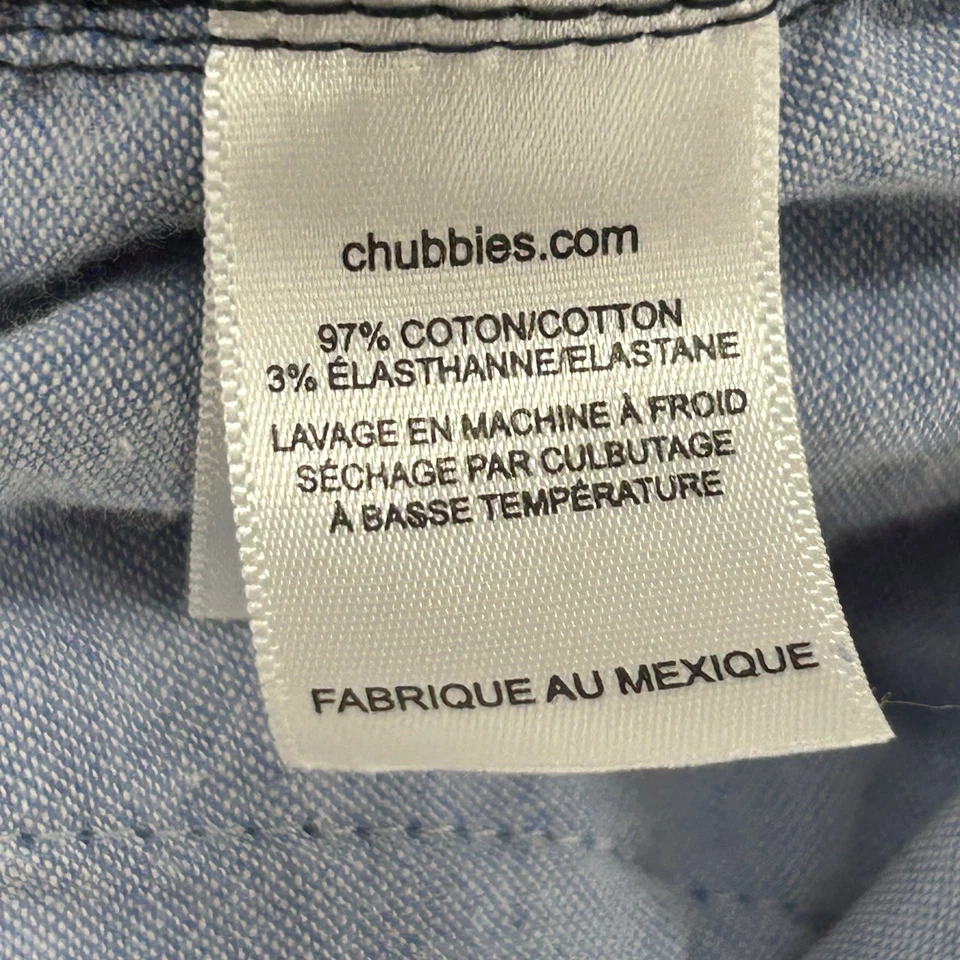 chubbies.com
97% COTON/COTTON
3% ÉLASTHANNE/ELASTANE
LAVAGE EN MACHINE À FROID
SÉCHAGE PAR CULBUTAGE
À BASSE TEMPÉRATURE
FABRIQUE AU MEXIQUE